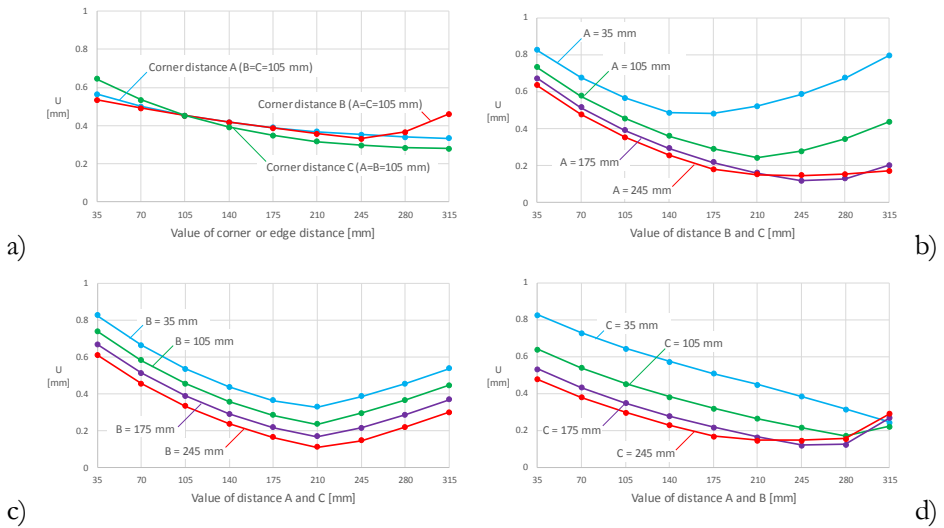 1
0.8
0.6
U
[mm]
0.4
0.2
0
35 70 105 140 175 210 245 280 315
Value of corner or edge distance [mm]
Corner distance A (B=C=105 mm)
Corner distance B (A=C=105 mm)
Corner distance C (A=B=105 mm)
a)
1
0.8
0.6
U
[mm]
0.4
0.2
0
35 70 105 140 175 210 245 280 315
Value of distance B and C [mm]
A = 35 mm
A = 105 mm
A = 175 mm
A = 245 mm
b)
1
0.8
0.6
U
[mm]
0.4
0.2
0
35 70 105 140 175 210 245 280 315
Value of distance A and C [mm]
B = 35 mm
B = 105 mm
B = 175 mm
B = 245 mm
c)
1
0.8
0.6
U
[mm]
0.4
0.2
0
35 70 105 140 175 210 245 280 315
Value of distance A and B [mm]
C = 35 mm
C = 105 mm
C = 175 mm
C = 245 mm
d)